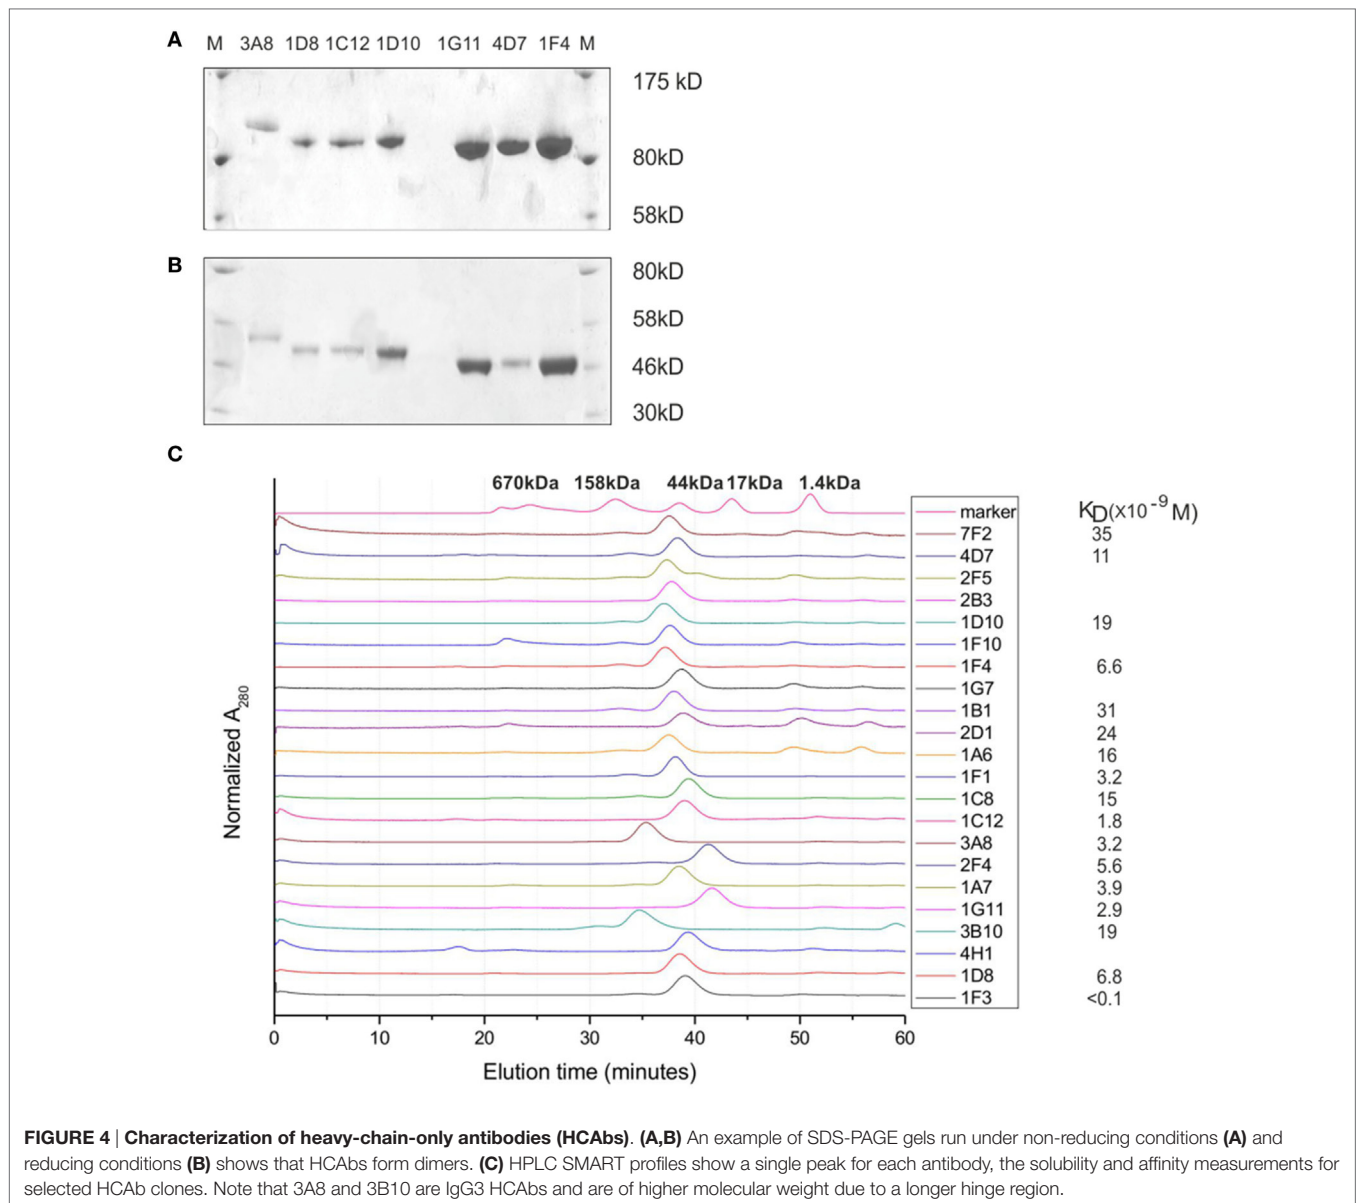 A M 3A8 1D8 1C12 1D10 1G11 4D7 1F4 M
175 kD
80kD
58kD
B
80kD
58kD
46kD
30kD
C
670kDa 158kDa 44kDa 17kDa 1.4kDa
marker KD(x10-9 M)
7F2 35
4D7 11
2F5
2B3
1D10 19
1F10
1F4 6.6
1G7
1B1 31
2D1 24
1A6 16
1F1 3.2
1C8 15
1C12 1.8
3A8 3.2
2F4 5.6
1A7 3.9
1G11 2.9
3B10 19
4H1
1D8 6.8
1F3 <0.1
Normalized A280
0 10 20 30 40 50 60
Elution time (minutes)
FIGURE 4 | Characterization of heavy-chain-only antibodies (HCAbs). (A,B) An example of SDS-PAGE gels run under non-reducing conditions (A) and
reducing conditions (B) shows that HCAbs form dimers. (C) HPLC SMART profiles show a single peak for each antibody, the solubility and affinity measurements for
selected HCAb clones. Note that 3A8 and 3B10 are IgG3 HCAbs and are of higher molecular weight due to a longer hinge region.